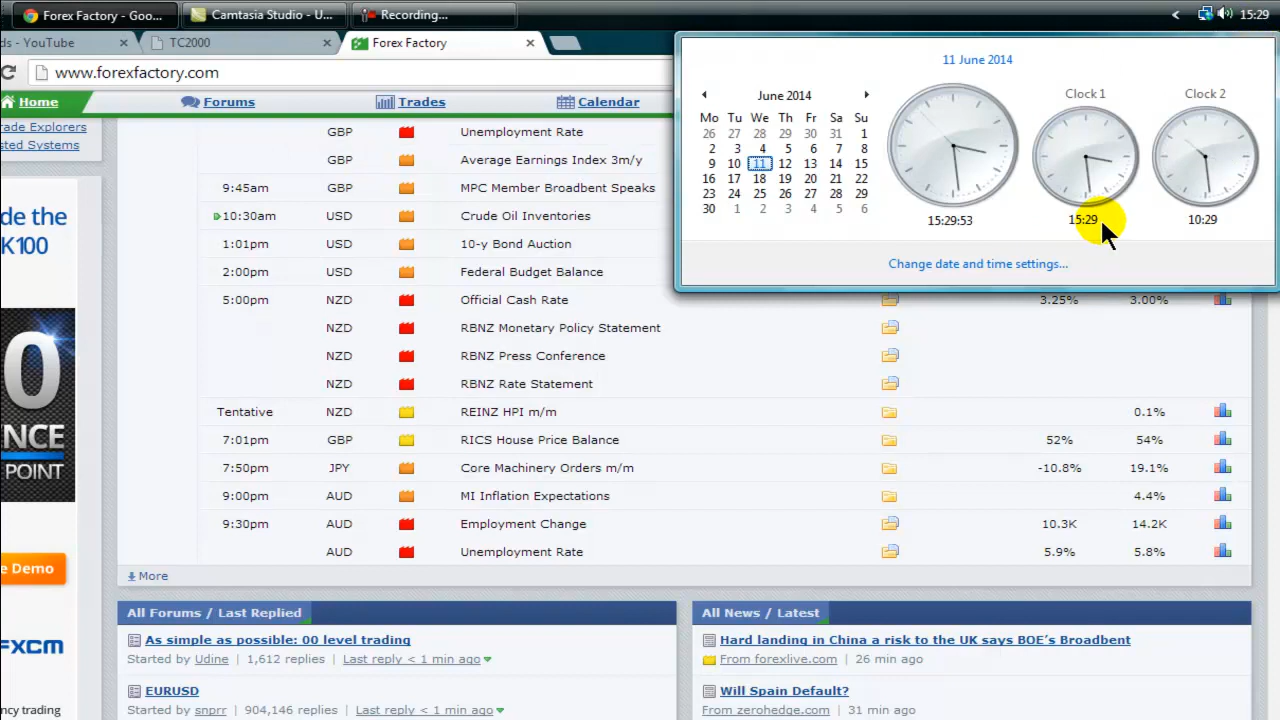 Forex Factory - Goo...
Camtasia Studio - U...
Recording...
15:29
ds - YouTube
TC2000
Forex Factory
www.forexfactory.com
11 June 2014
June 2014
Mo Tu We Th Fr Sa Su
26 27 28 29 30 31 1
2 3 4 5 6 7 8
9 10 11 12 13 14 15
16 17 18 19 20 21 22
23 24 25 26 27 28 29
30 1 2 3 4 5 6
15:29:53
Clock 1
15:29
Clock 2
10:29
Change date and time settings...
Home
Forums
Trades
Calendar
rade Explorers
sted Systems
GBP Unemployment Rate
GBP Average Earnings Index 3m/y
9:45am GBP MPC Member Broadbent Speaks
10:30am USD Crude Oil Inventories
1:01pm USD 10-y Bond Auction
2:00pm USD Federal Budget Balance
5:00pm NZD Official Cash Rate 3.25% 3.00%
NZD RBNZ Monetary Policy Statement
NZD RBNZ Press Conference
NZD RBNZ Rate Statement
Tentative NZD REINZ HPI m/m 0.1%
7:01pm GBP RICS House Price Balance 52% 54%
7:50pm JPY Core Machinery Orders m/m -10.8% 19.1%
9:00pm AUD MI Inflation Expectations 4.4%
9:30pm AUD Employment Change 10.3K 14.2K
AUD Unemployment Rate 5.9% 5.8%
More
de the
K100
0
NCE
POINT
e Demo
FXCM
ncy trading
All Forums / Last Replied
As simple as possible: 00 level trading
Started by Udine | 1,612 replies | Last reply < 1 min ago
EURUSD
Started by snprr | 904,146 replies | Last reply < 1 min ago
All News / Latest
Hard landing in China a risk to the UK says BOE's Broadbent
From forexlive.com | 26 min ago
Will Spain Default?
From zerohedge.com | 31 min ago